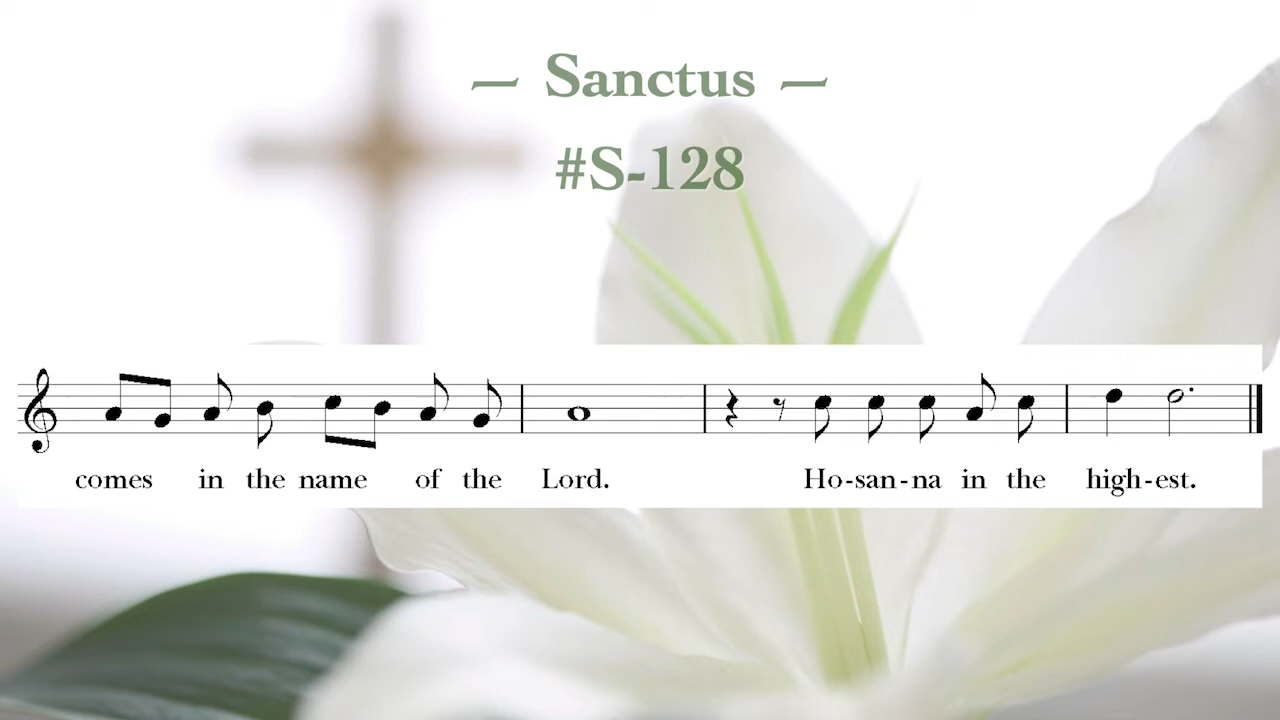 — Sanctus —
#S-128
comes in the name of the Lord. Ho-san-na in the high-est.